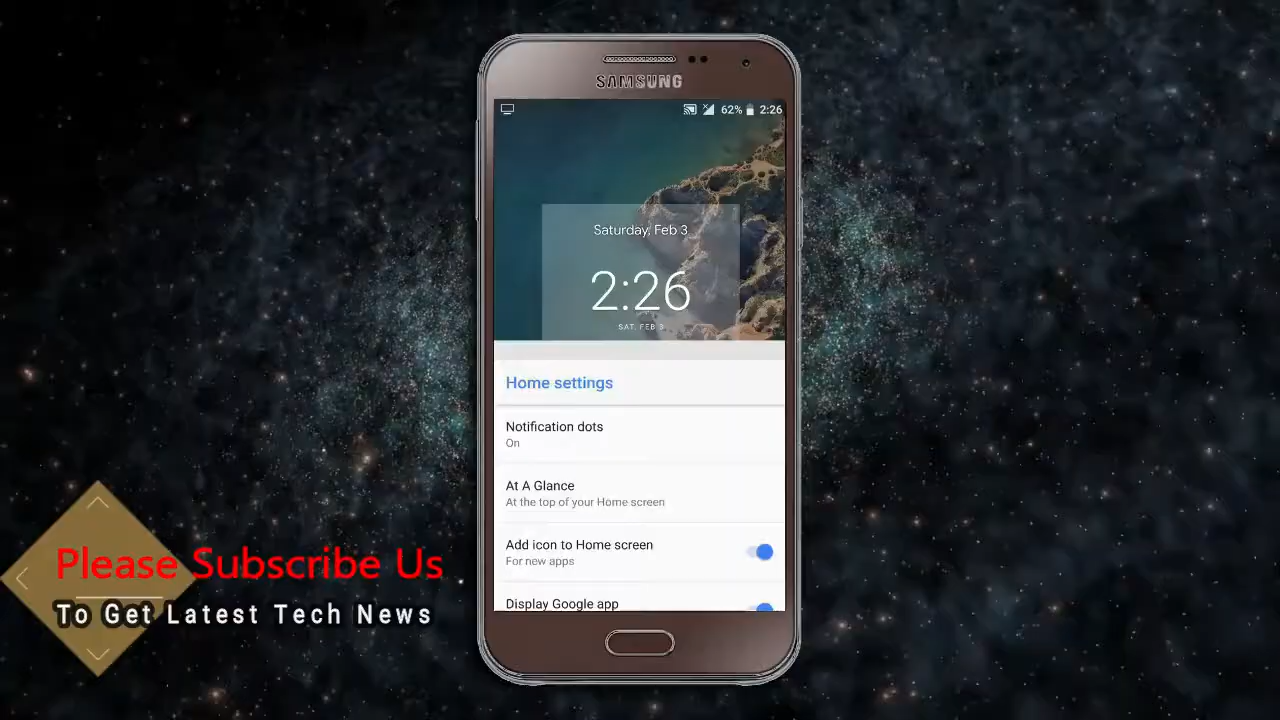 SAMSUNG
62% 2:26
Saturday, Feb 3
2:26
SAT, FEB 3
Home settings
Notification dots
On
At A Glance
At the top of your Home screen
Add icon to Home screen
For new apps
Display Google app
Please Subscribe Us
To Get Latest Tech News